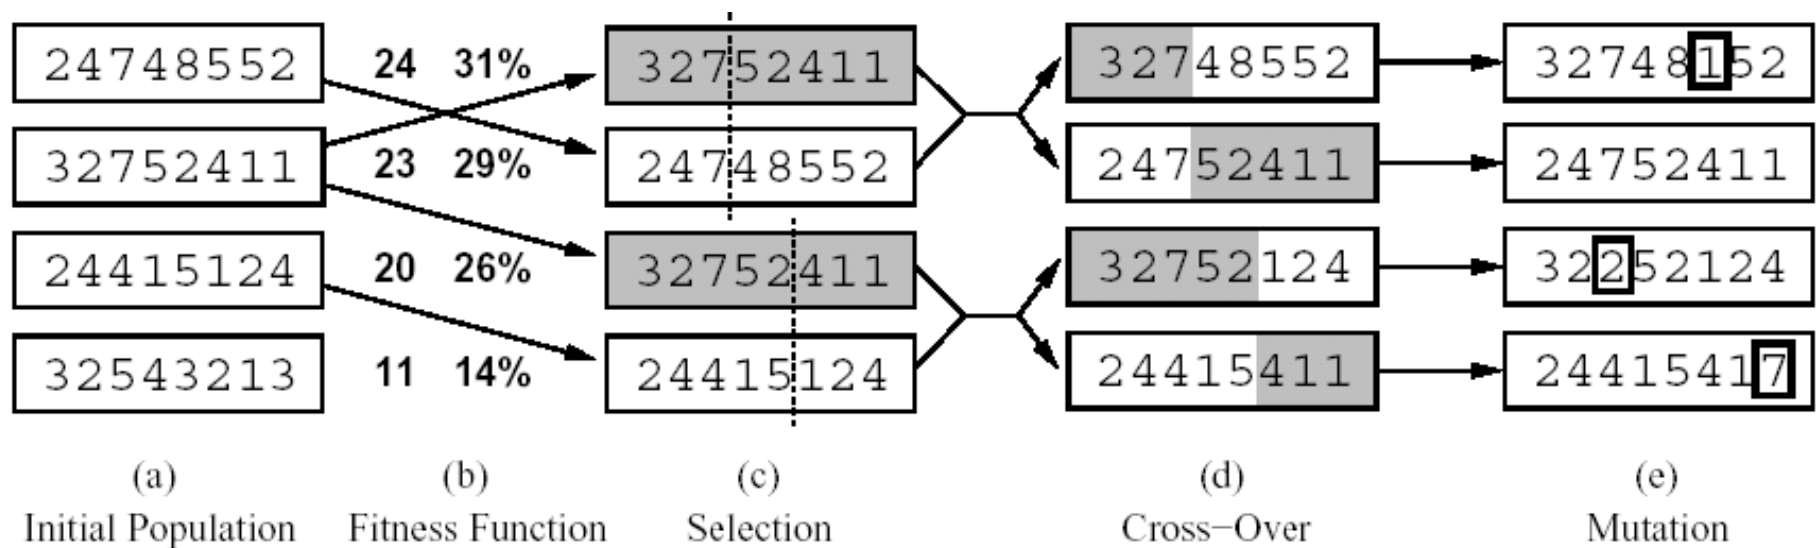 24748552 24 31% 32752411 32748552 32748152
32752411 23 29% 24748552 24752411 24752411
24415124 20 26% 32752411 32752124 32252124
32543213 11 14% 24415124 24415411 24415417
(a) (b) (c) (d) (e)
Initial Population Fitness Function Selection Cross−Over Mutation